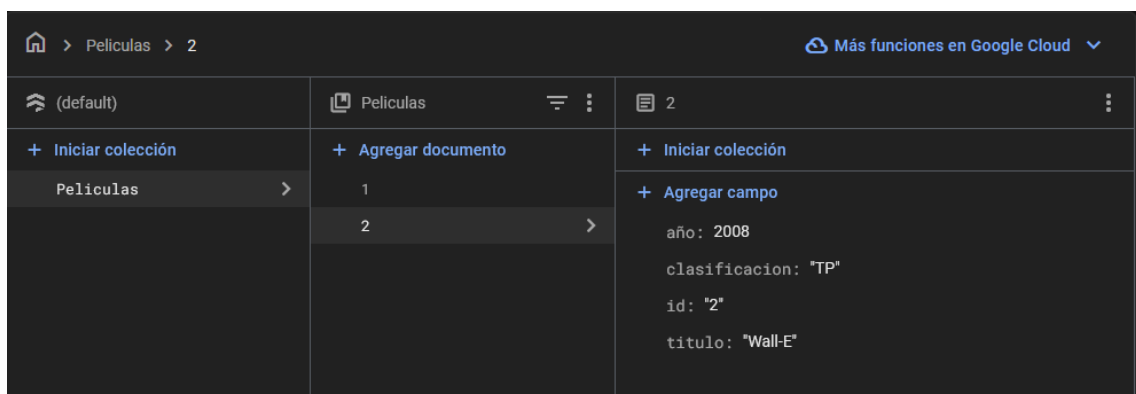 > Peliculas > 2
Más funciones en Google Cloud
(default)
Peliculas
2
+ Iniciar colección
+ Agregar documento
+ Iniciar colección
Peliculas
1
+ Agregar campo
2
año: 2008
clasificacion: "TP"
id: "2"
titulo: "Wall-E"